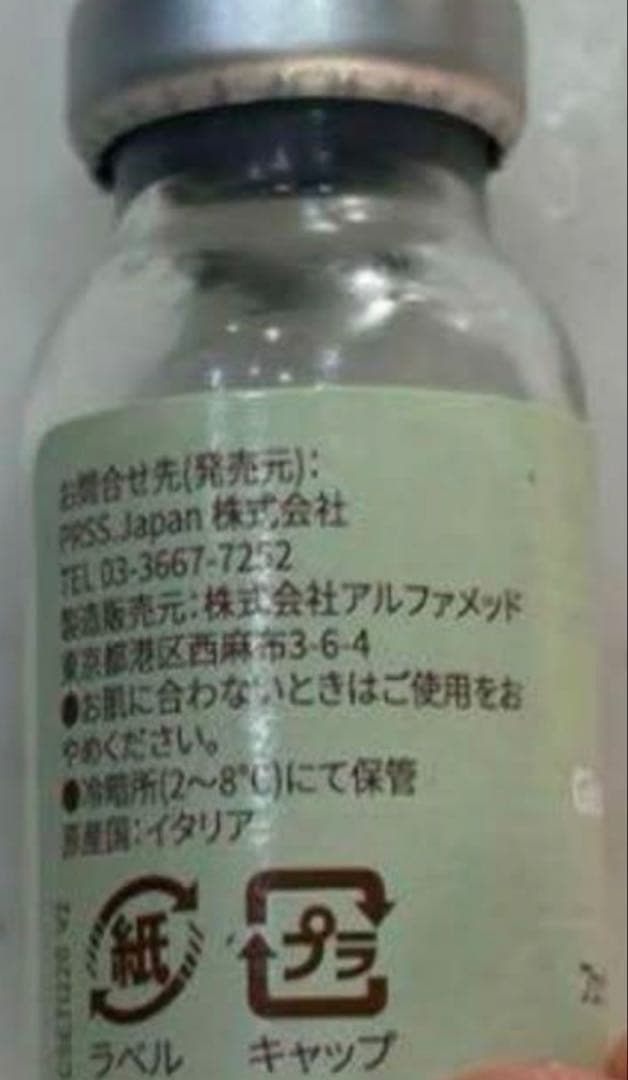 お問合せ先(発売元):
PRSS.Japan 株式会社
TEL 03-3667-7252
製造販売元:株式会社アルファメッド
東京都港区西麻布3-6-4
●お肌に合わないときはご使用をお
やめください。
●冷暗所(2〜8℃)にて保管
原産国:イタリア
紙
プラ
ラベル
キャップ